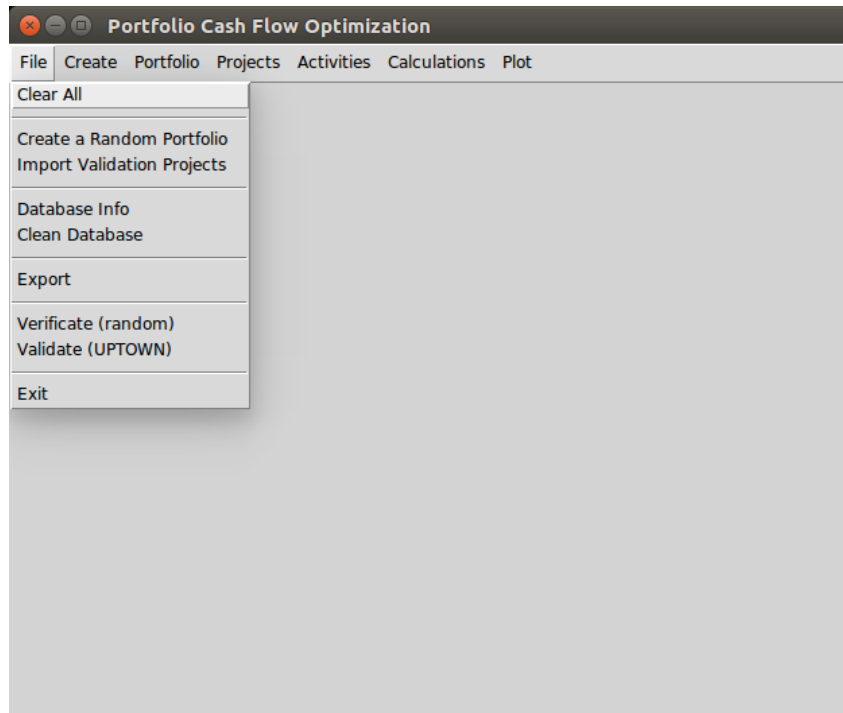 Portfolio Cash Flow Optimization
File Create Portfolio Projects Activities Calculations Plot
Clear All
Create a Random Portfolio
Import Validation Projects
Database Info
Clean Database
Export
Verificate (random)
Validate (UPTOWN)
Exit